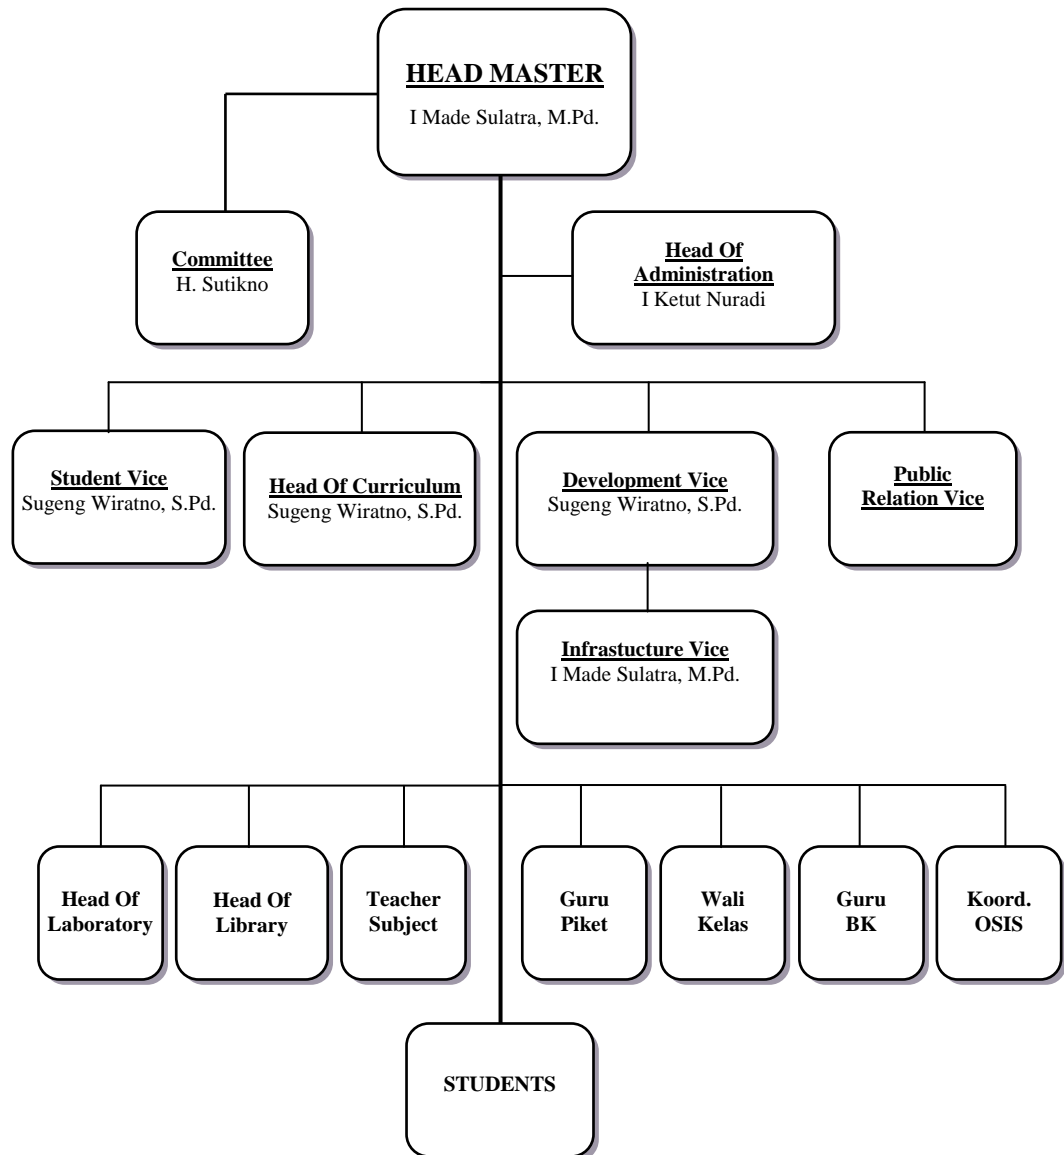 HEAD MASTER
I Made Sulatra, M.Pd.
Committee
H. Sutikno
Head Of
Administration
I Ketut Nuradi
Student Vice
Sugeng Wiratno, S.Pd.
Head Of Curriculum
Sugeng Wiratno, S.Pd.
Development Vice
Sugeng Wiratno, S.Pd.
Public
Relation Vice
Infrastucture Vice
I Made Sulatra, M.Pd.
Head Of
Laboratory
Head Of
Library
Teacher
Subject
Guru
Piket
Wali
Kelas
Guru
BK
Koord.
OSIS
STUDENTS